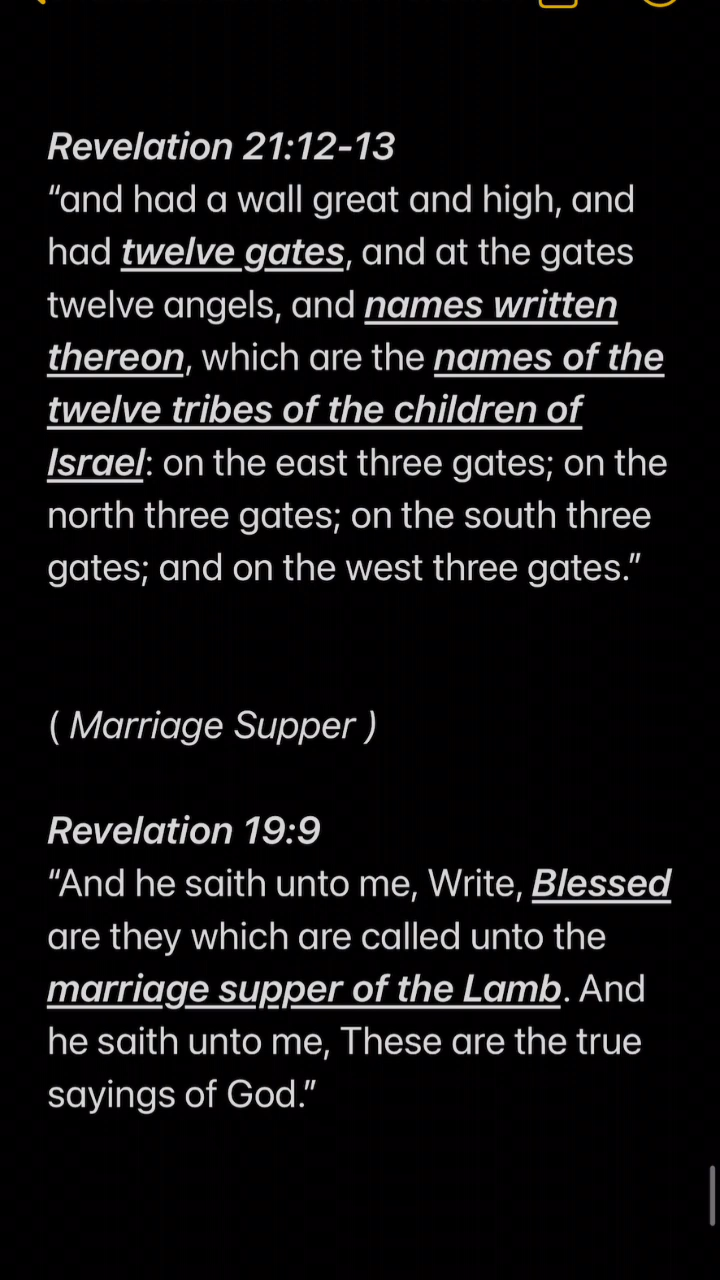 Revelation 21:12-13
“and had a wall great and high, and
had twelve gates, and at the gates
twelve angels, and names written
thereon, which are the names of the
twelve tribes of the children of
Israel: on the east three gates; on the
north three gates; on the south three
gates; and on the west three gates.”
( Marriage Supper )
Revelation 19:9
“And he saith unto me, Write, Blessed
are they which are called unto the
marriage supper of the Lamb. And
he saith unto me, These are the true
sayings of God.”